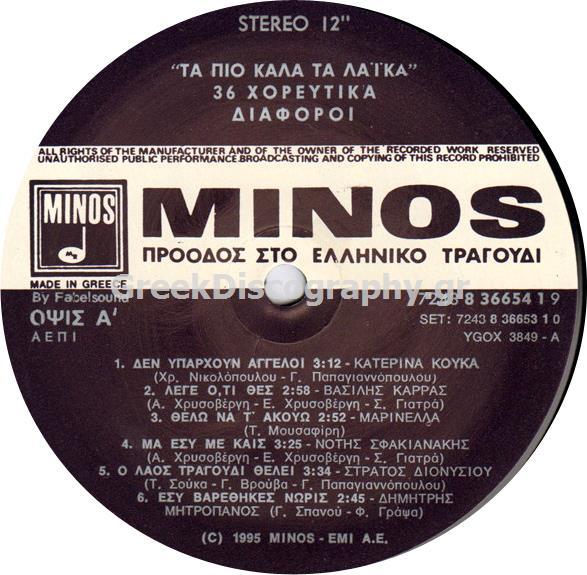 STEREO 12''
"ΤΑ ΠΙΟ ΚΑΛΑ ΤΑ ΛΑΪΚΑ"
36 ΧΟΡΕΥΤΙΚΑ
ΔΙΑΦΟΡΟΙ
ALL RIGHTS OF THE MANUFACTURER AND OF THE OWNER OF THE RECORDED WORK RESERVED
UNAUTHORISED PUBLIC PERFORMANCE.BROADCASTING AND COPYING OF THIS RECORD PROHIBITED
MINOS
MINOS
ΠΡΟΟΔΟΣ ΣΤΟ ΕΛΛΗΝΙΚΟ ΤΡΑΓΟΥΔΙ
MADE IN GREECE
GreekDiscography.gr
By Fabelsound
7243 8 36654 1 9
ΟΨΙΣ Α'
SET: 7243 8 36653 1 0
ΑΕΠΙ
YGOX 3849 - A
1. ΔΕΝ ΥΠΑΡΧΟΥΝ ΑΓΓΕΛΟΙ 3:12 - ΚΑΤΕΡΙΝΑ ΚΟΥΚΑ
(Χρ. Νικολόπουλου - Γ. Παπαγιαννόπουλου)
2. ΛΕΓΕ Ο,ΤΙ ΘΕΣ 2:58 - ΒΑΣΙΛΗΣ ΚΑΡΡΑΣ
(Α. Χρυσοβέργη - Ε. Χρυσοβέργη - Σ. Γιατρά)
3. ΘΕΛΩ ΝΑ Τ' ΑΚΟΥΩ 2:52 - ΜΑΡΙΝΕΛΛΑ
(Τ. Μουσαφίρη)
4. ΜΑ ΕΣΥ ΜΕ ΚΑΙΣ 3:25 - ΝΟΤΗΣ ΣΦΑΚΙΑΝΑΚΗΣ
(Α. Χρυσοβέργη - Ε. Χρυσοβέργη - Σ. Γιατρά)
5. Ο ΛΑΟΣ ΤΡΑΓΟΥΔΙ ΘΕΛΕΙ 3:34 - ΣΤΡΑΤΟΣ ΔΙΟΝΥΣΙΟΥ
(Τ. Σούκα - Γ. Βρούβα - Γ. Παπαγιαννόπουλου)
6. ΕΣΥ ΒΑΡΕΘΗΚΕΣ ΝΩΡΙΣ 2:45 - ΔΗΜΗΤΡΗΣ
ΜΗΤΡΟΠΑΝΟΣ (Γ. Σπανού - Φ. Γράψα)
(C) 1995 MINOS - EMI A.E.